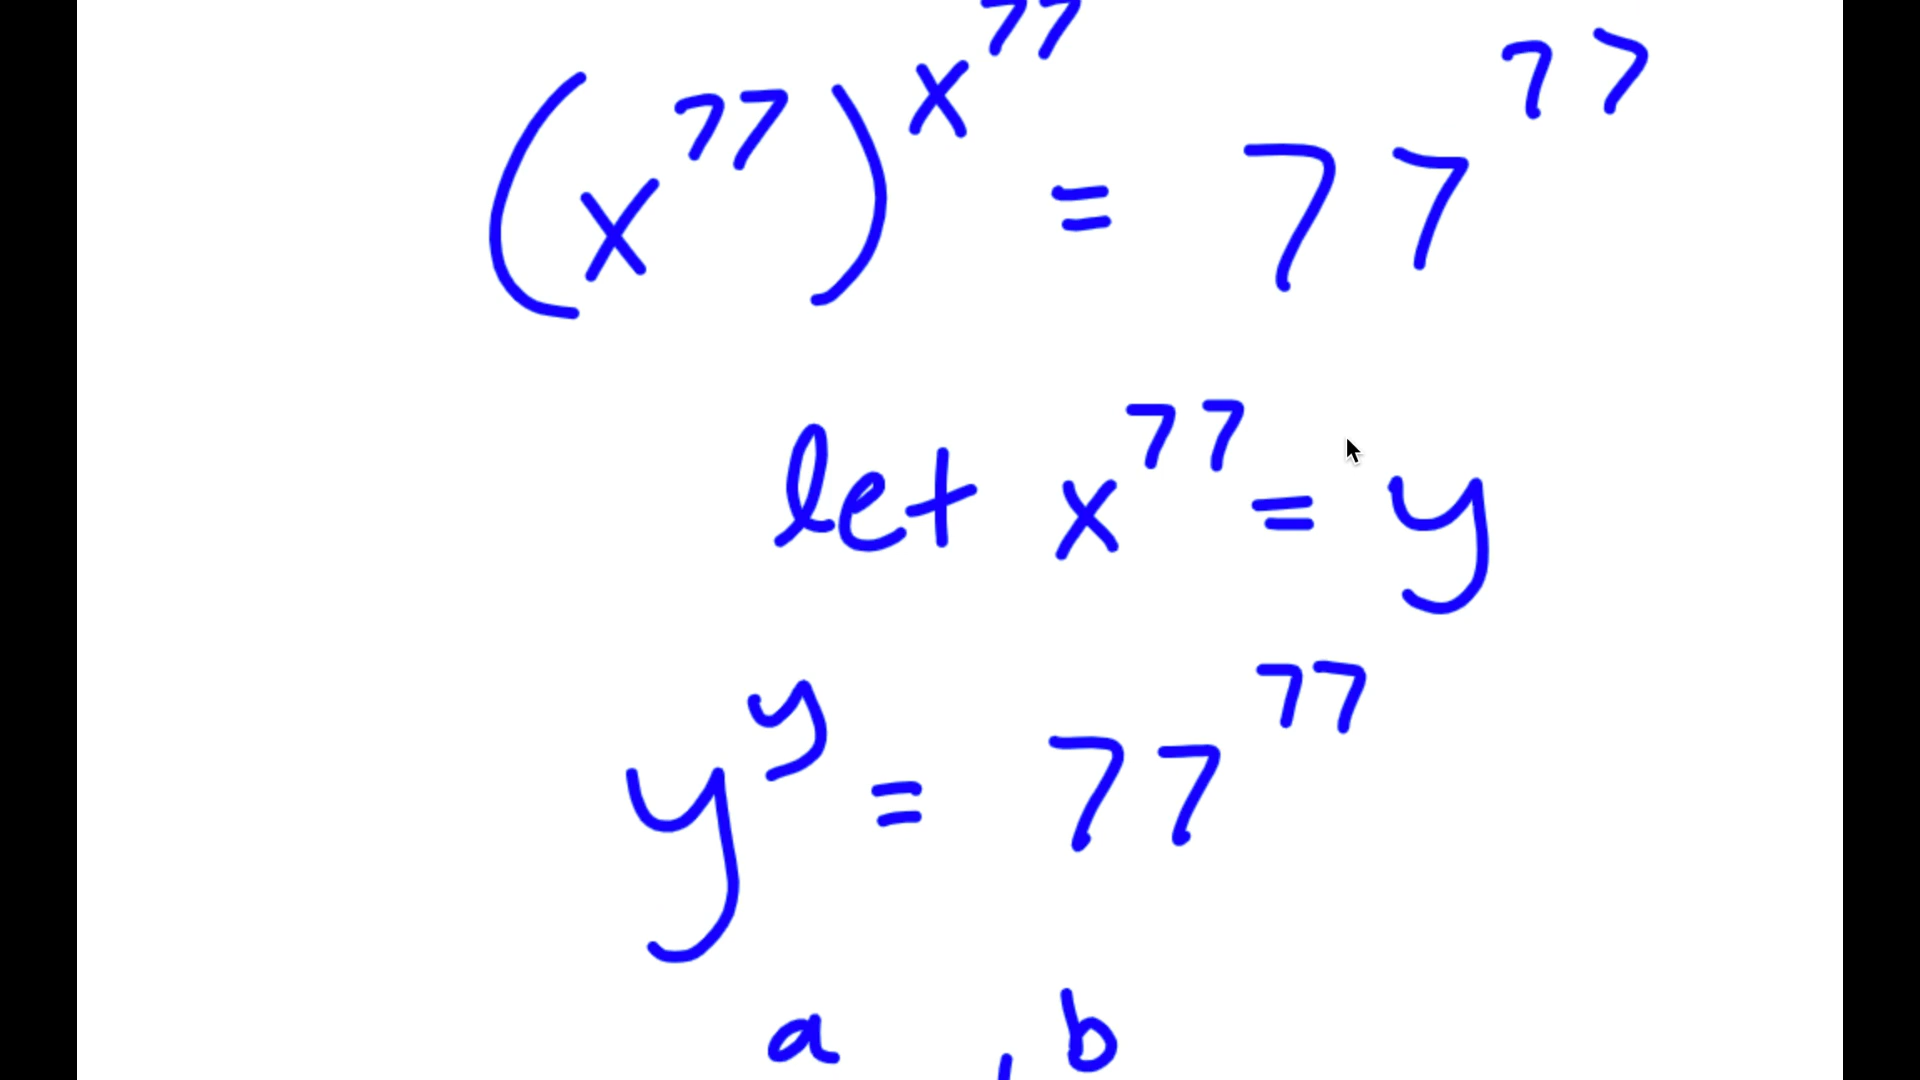 (x^77)^x^77 = 77^77
let x^77 = y
y^y = 77^77
a b